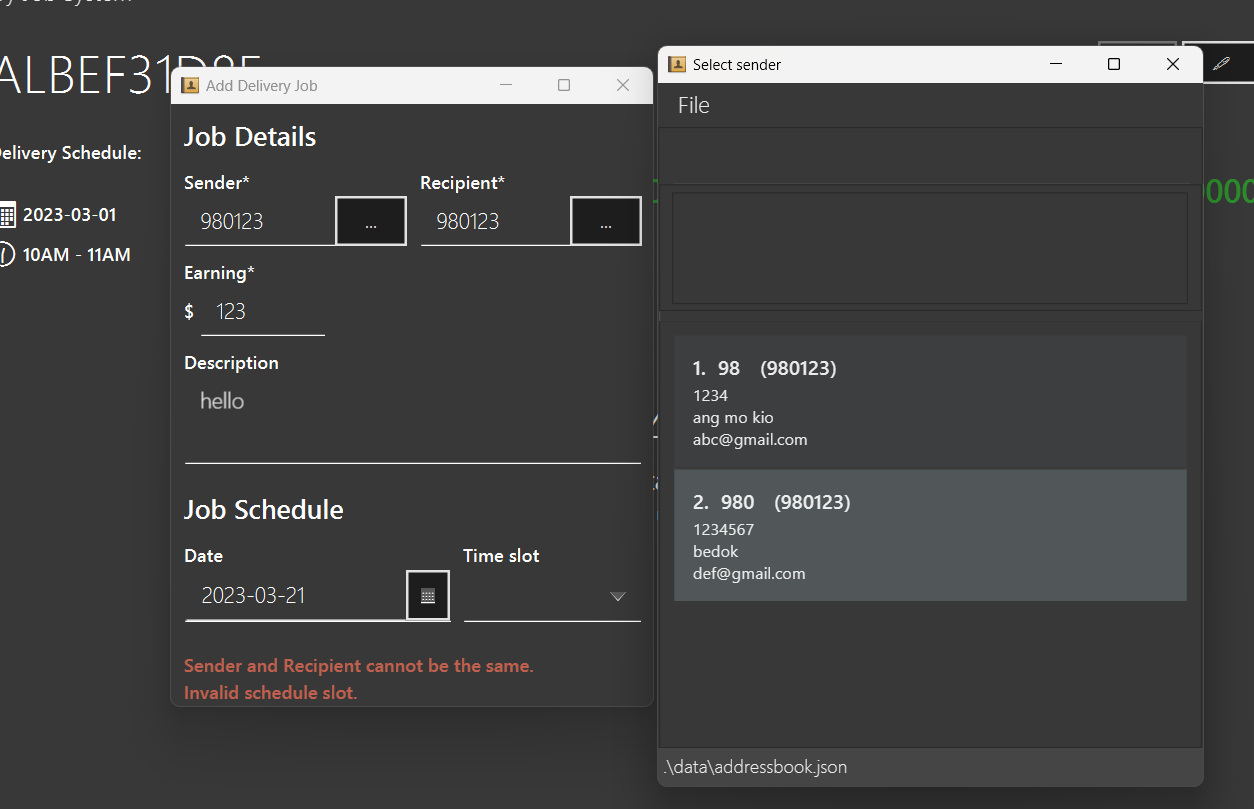 ALBEF31D8F
Delivery Schedule:
2023-03-01
10AM - 11AM
Add Delivery Job
Job Details
Sender*
Recipient*
980123
...
980123
...
Earning*
$ 123
Description
hello
Job Schedule
Date
Time slot
2023-03-21
Sender and Recipient cannot be the same.
Invalid schedule slot.
Select sender
File
1. 98 (980123)
1234
ang mo kio
abc@gmail.com
2. 980 (980123)
1234567
bedok
def@gmail.com
.\data\addressbook.json